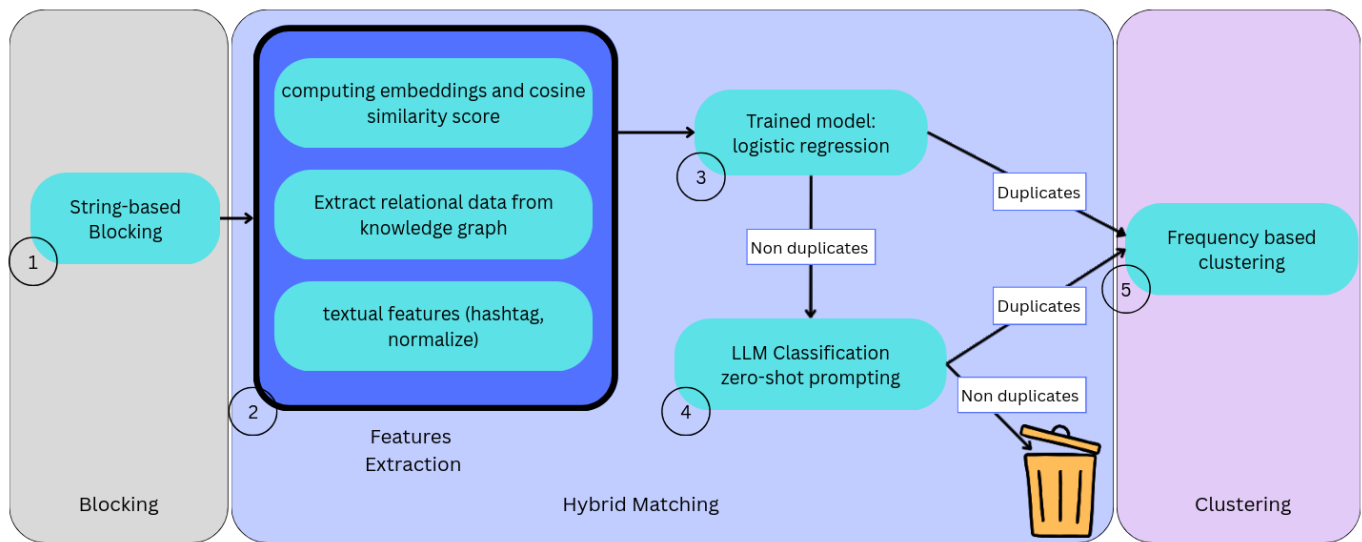 String-based
Blocking
1
Blocking
computing embeddings and cosine
similarity score
Extract relational data from
knowledge graph
textual features (hashtag,
normalize)
2
Features
Extraction
Trained model:
logistic regression
3
Duplicates
Non duplicates
LLM Classification
zero-shot prompting
4
Duplicates
Non duplicates
Hybrid Matching
Frequency based
clustering
5
Clustering